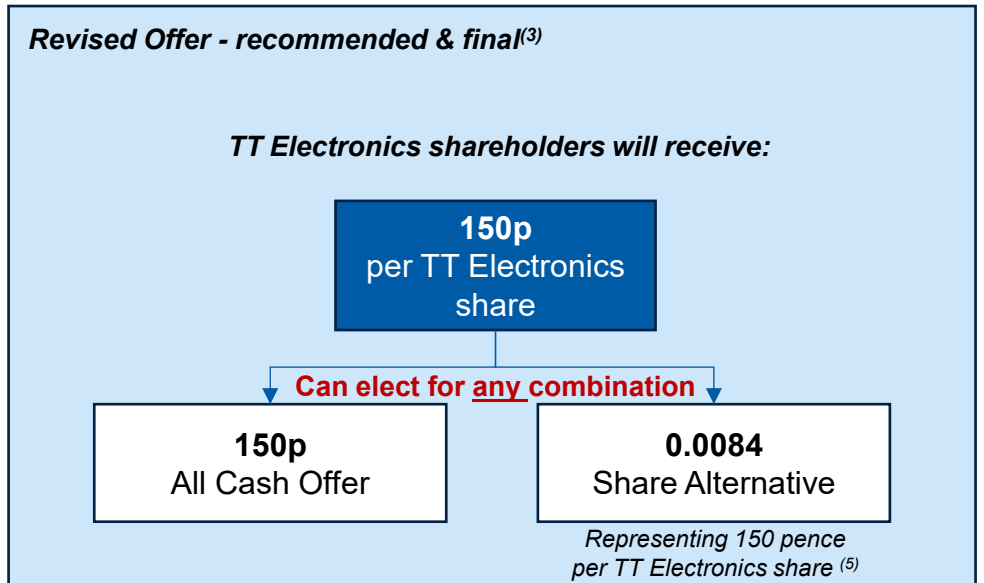 Revised Offer - recommended & final(3)
TT Electronics shareholders will receive:
150p
per TT Electronics
share
Can elect for any combination
150p
All Cash Offer
0.0084
Share Alternative
Representing 150 pence
per TT Electronics share (5)